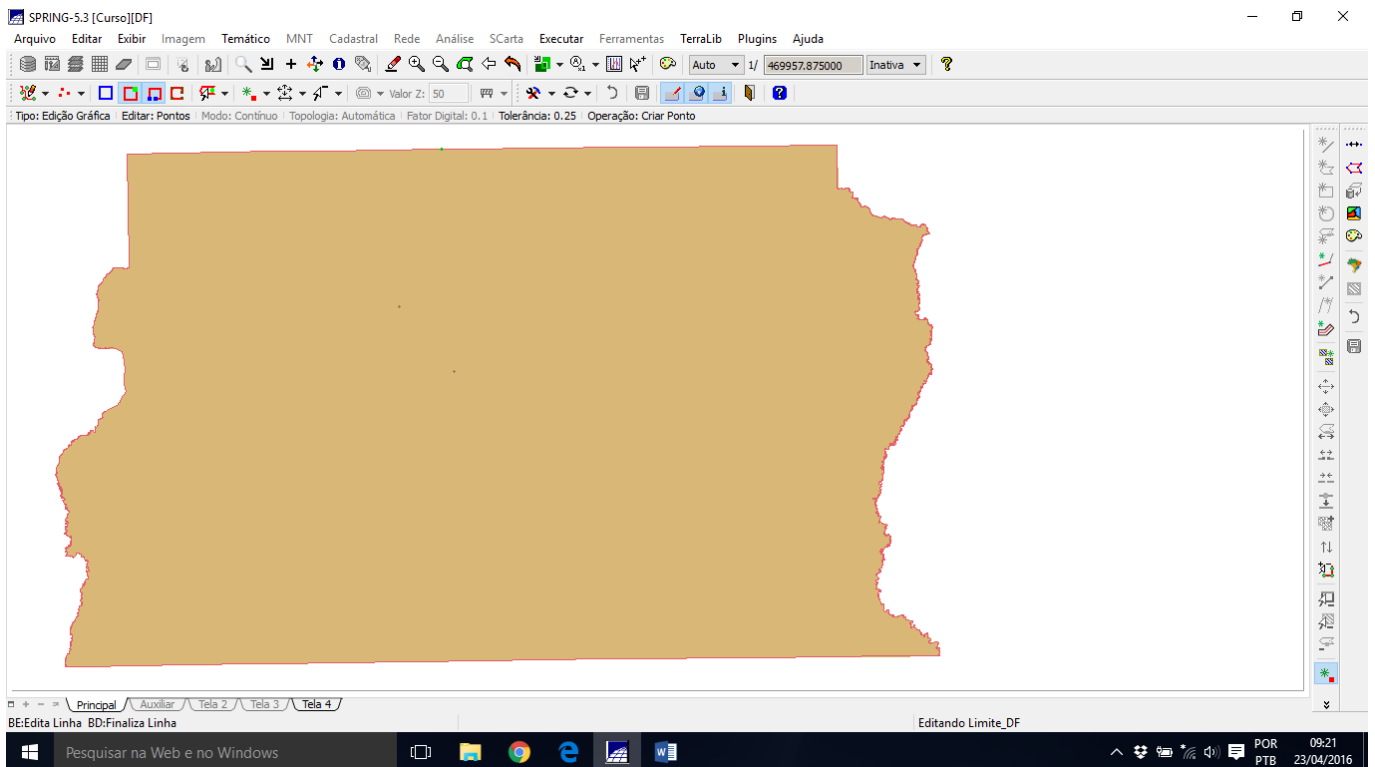 SPRING-5.3 [Curso][DF]
Arquivo Editar Exibir Imagem Temático MNT Cadastral Rede Análise SCarta Executar Ferramentas TerraLib Plugins Ajuda
Auto 1/ 469957.875000 Inativa
Valor Z: 50
Tipo: Edição Gráfica Editar: Pontos Modo: Contínuo Topologia: Automática Fator Digital: 0.1 Tolerância: 0.25 Operação: Criar Ponto
Principal Auxiliar Tela 2 Tela 3 Tela 4
BE:Edita Linha BD:Finaliza Linha Editando Limite_DF
Pesquisar na Web e no Windows
POR 09:21
PTB 23/04/2016